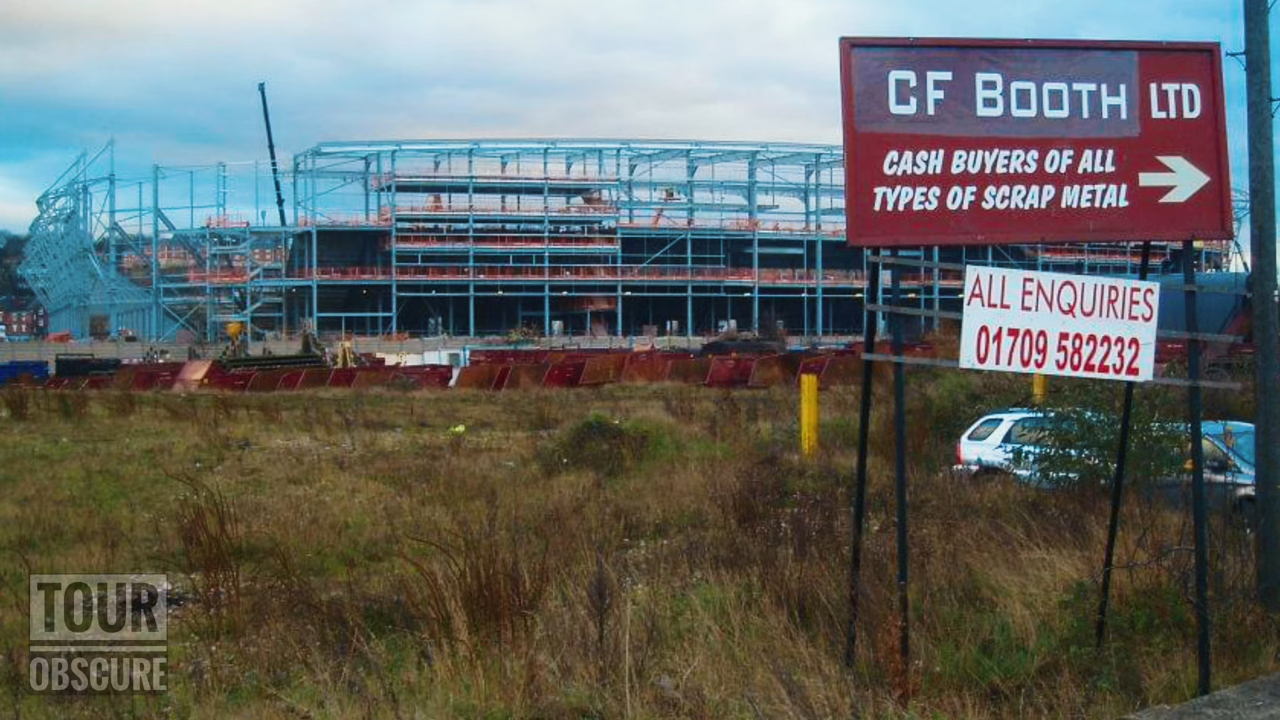 CF BOOTH LTD
CASH BUYERS OF ALL
TYPES OF SCRAP METAL
ALL ENQUIRIES
01709 582232
TOUR
OBSCURE